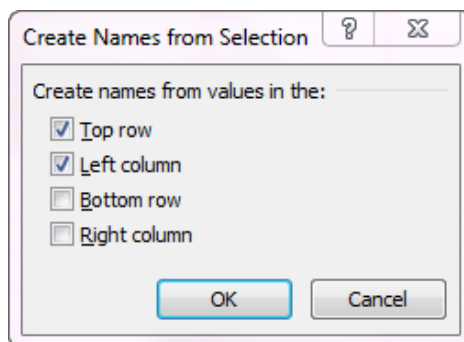 Create Names from Selection ?
Create names from values in the:
Top row
Left column
Bottom row
Right column
OK Cancel